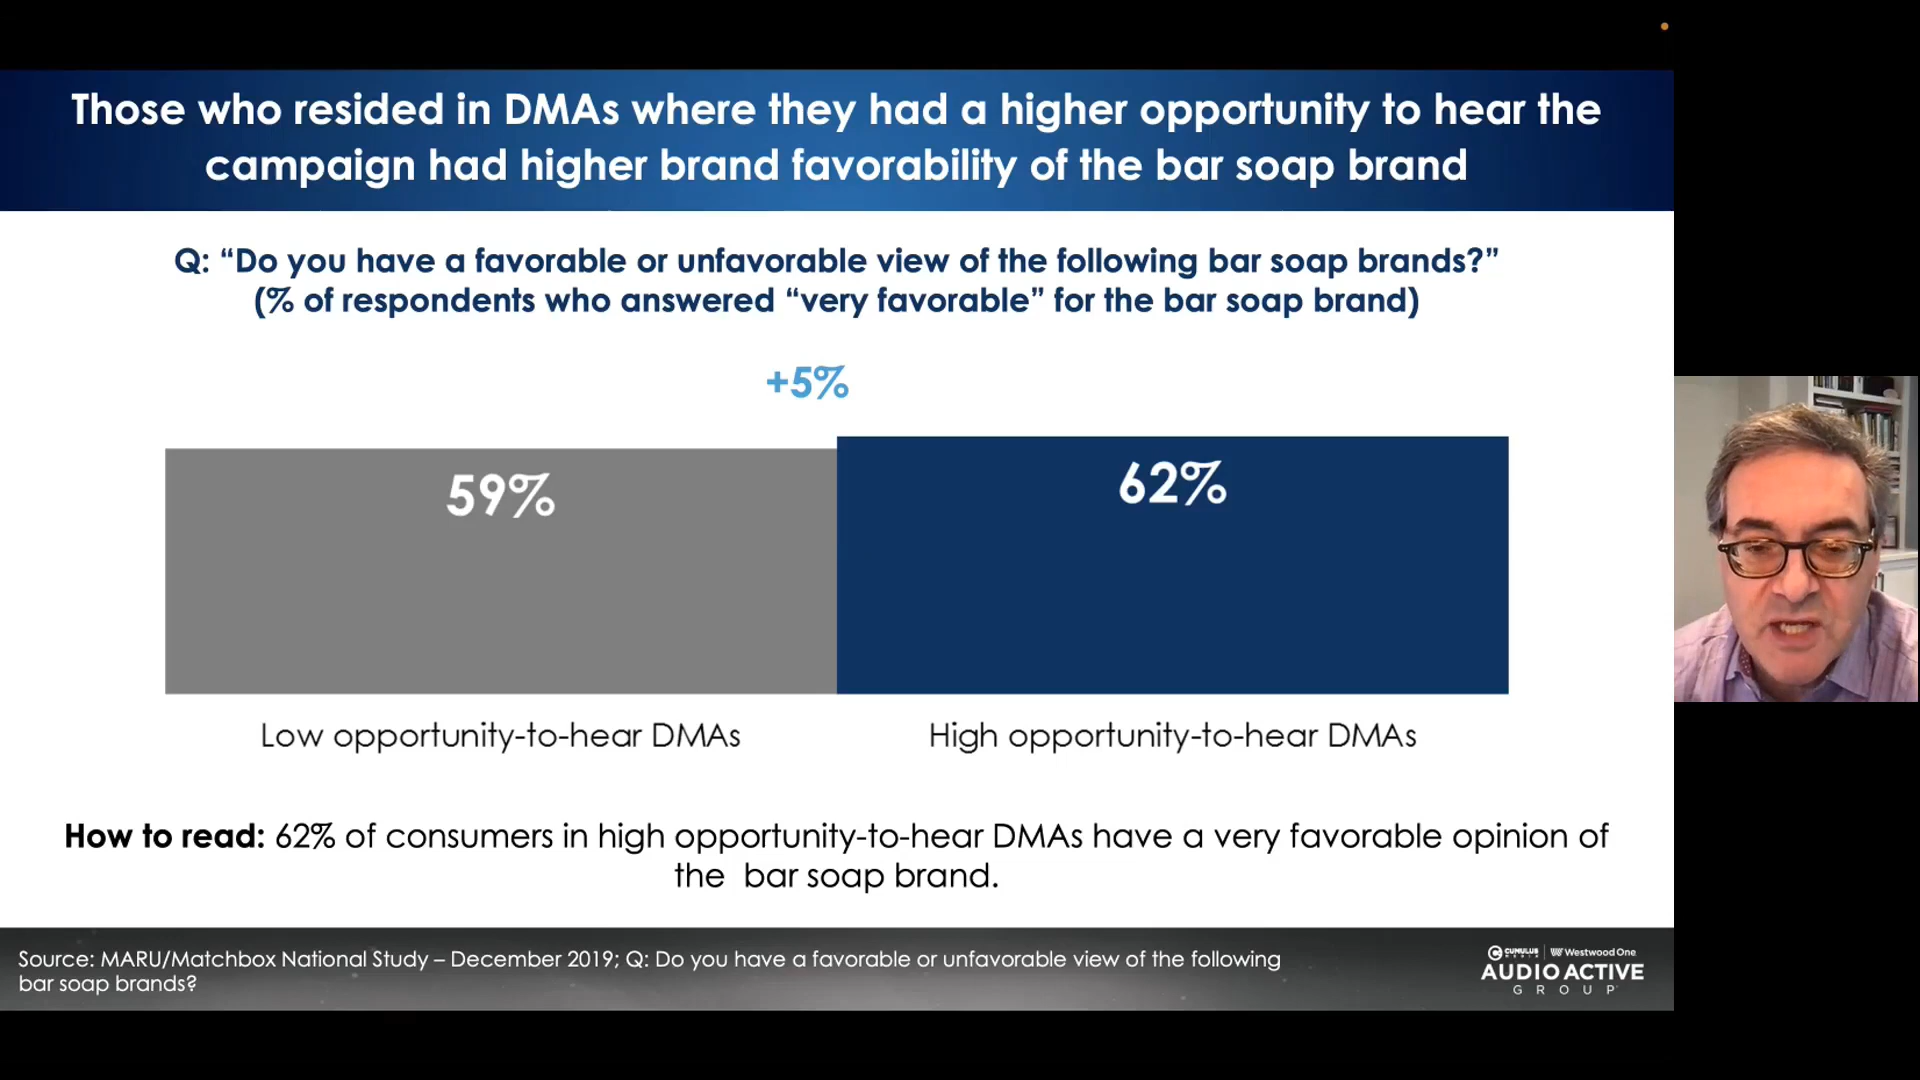 Those who resided in DMAs where they had a higher opportunity to hear the
campaign had higher brand favorability of the bar soap brand
Q: “Do you have a favorable or unfavorable view of the following bar soap brands?”
(% of respondents who answered “very favorable” for the bar soap brand)
+5%
59%
62%
Low opportunity-to-hear DMAs
High opportunity-to-hear DMAs
How to read: 62% of consumers in high opportunity-to-hear DMAs have a very favorable opinion of
the  bar soap brand.
Source: MARU/Matchbox National Study – December 2019; Q: Do you have a favorable or unfavorable view of the following
bar soap brands?
CUMULUS MEDIA | Westwood One
AUDIO ACTIVE
GROUP